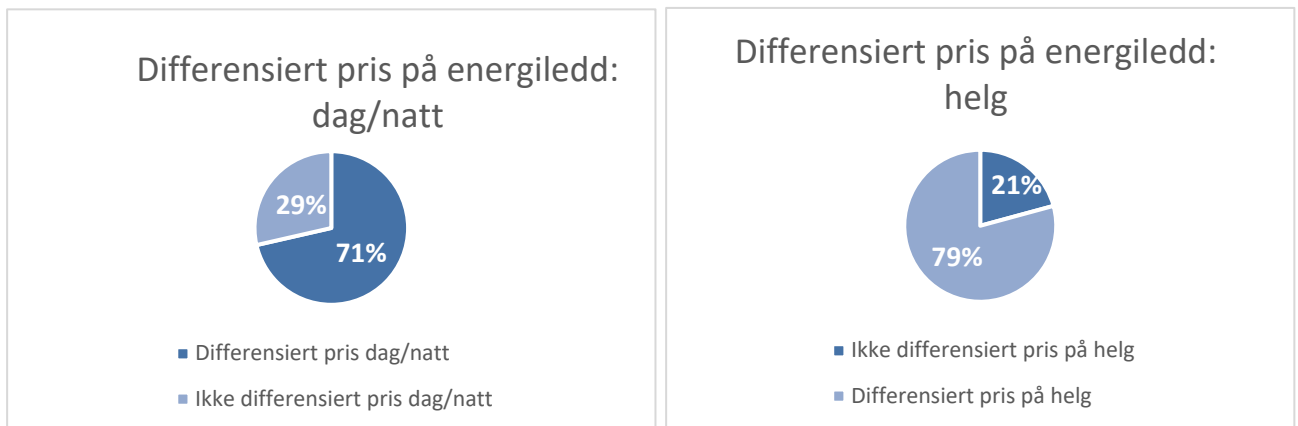 Differensiert pris på energiledd:
dag/natt
29%
71%
Differensiert pris dag/natt
Ikke differensiert pris dag/natt
Differensiert pris på energiledd:
helg
21%
79%
Ikke differensiert pris på helg
Differensiert pris på helg